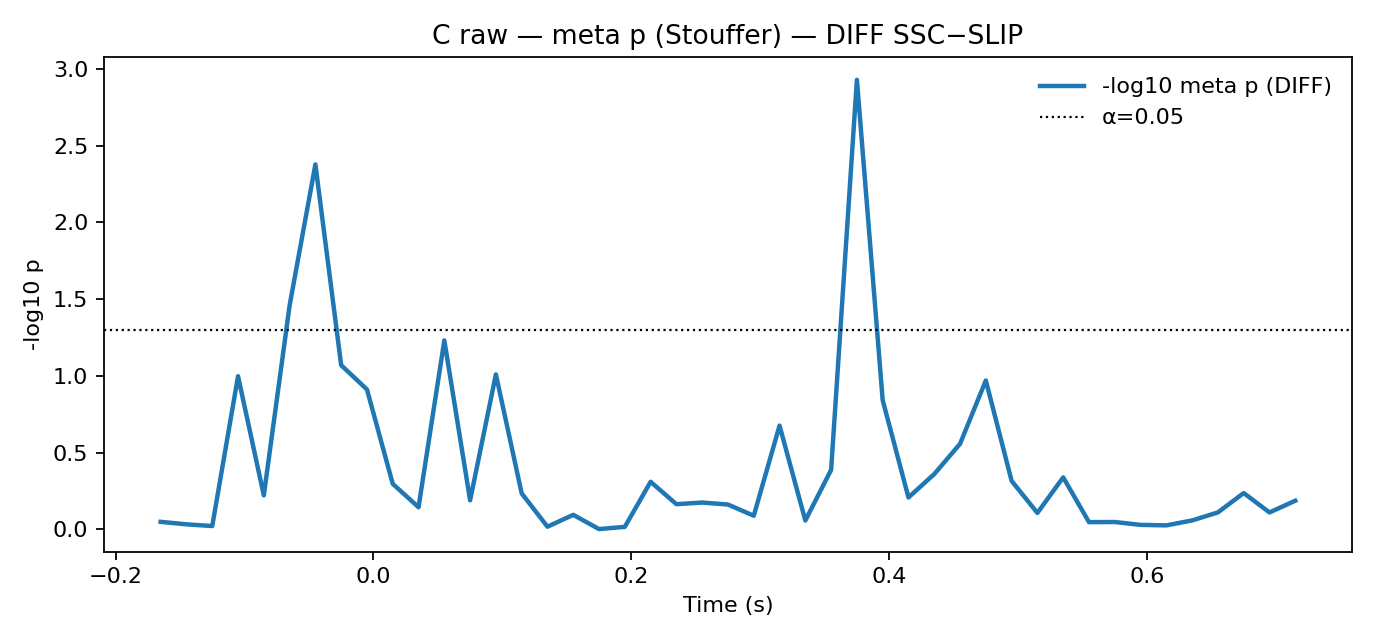 C raw — meta p (Stouffer) — DIFF SSC−SLIP
-log10 meta p (DIFF)
α=0.05
-log10 p
3.0
2.5
2.0
1.5
1.0
0.5
0.0
−0.2
0.0
0.2
0.4
0.6
Time (s)